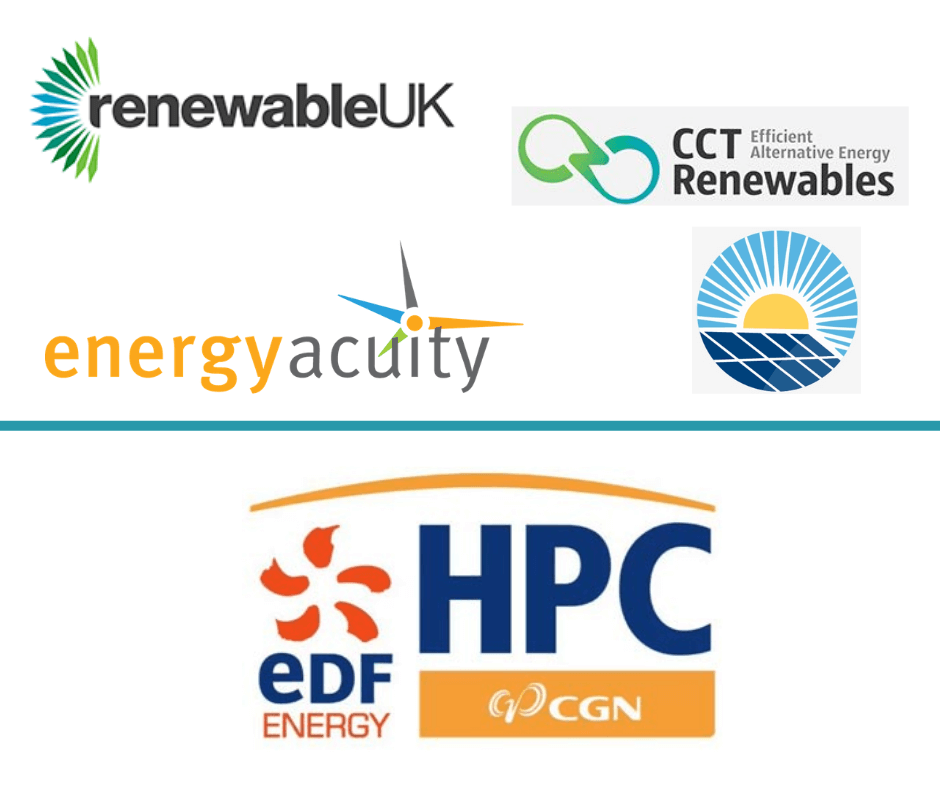 renewableUK
CCT Efficient
Alternative Energy
Renewables
energyacuity
HPC
eDF
ENERGY
CGN